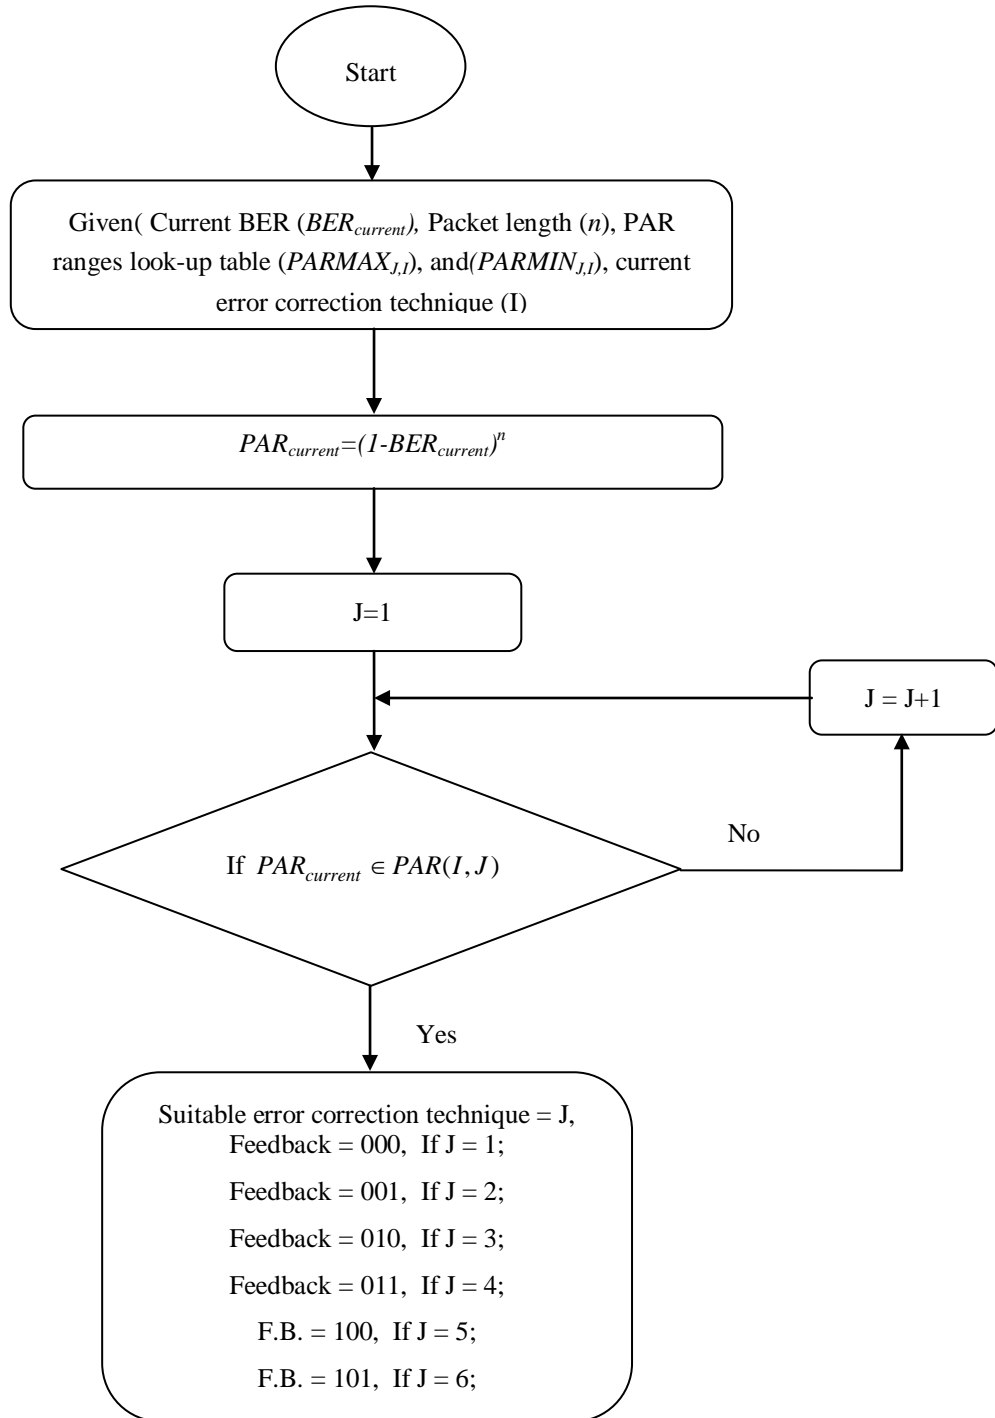 Start
Given( Current BER (BERcurrent), Packet length (n), PAR
ranges look-up table (PARMAXJ,I), and(PARMINJ,I), current
error correction technique (I)
PARcurrent=(1-BERcurrent)n
J=1
J = J+1
No
If PARcurrent ∈ PAR(I, J)
Yes
Suitable error correction technique = J,
Feedback = 000, If J = 1;
Feedback = 001, If J = 2;
Feedback = 010, If J = 3;
Feedback = 011, If J = 4;
F.B. = 100, If J = 5;
F.B. = 101, If J = 6;